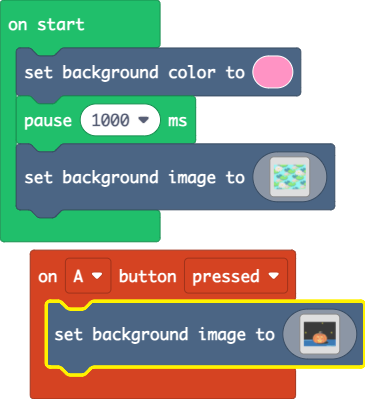 on start
set background color to
pause 1000 ms
set background image to
on A button pressed
set background image to